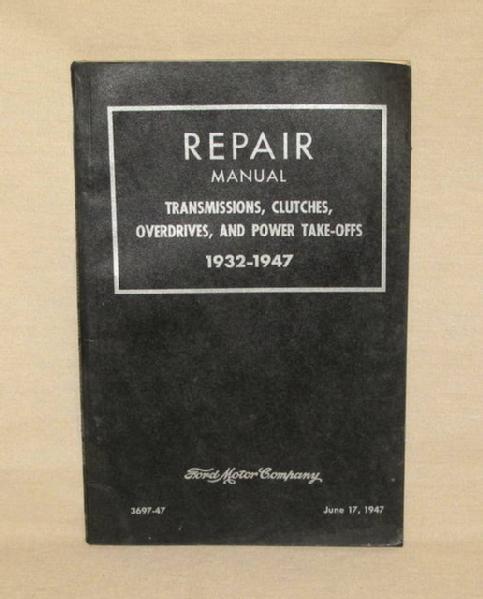 REPAIR
MANUAL
TRANSMISSIONS, CLUTCHES,
OVERDRIVES, AND POWER TAKE-OFFS
1932-1947
Ford Motor Company
3697-47 June 17, 1947